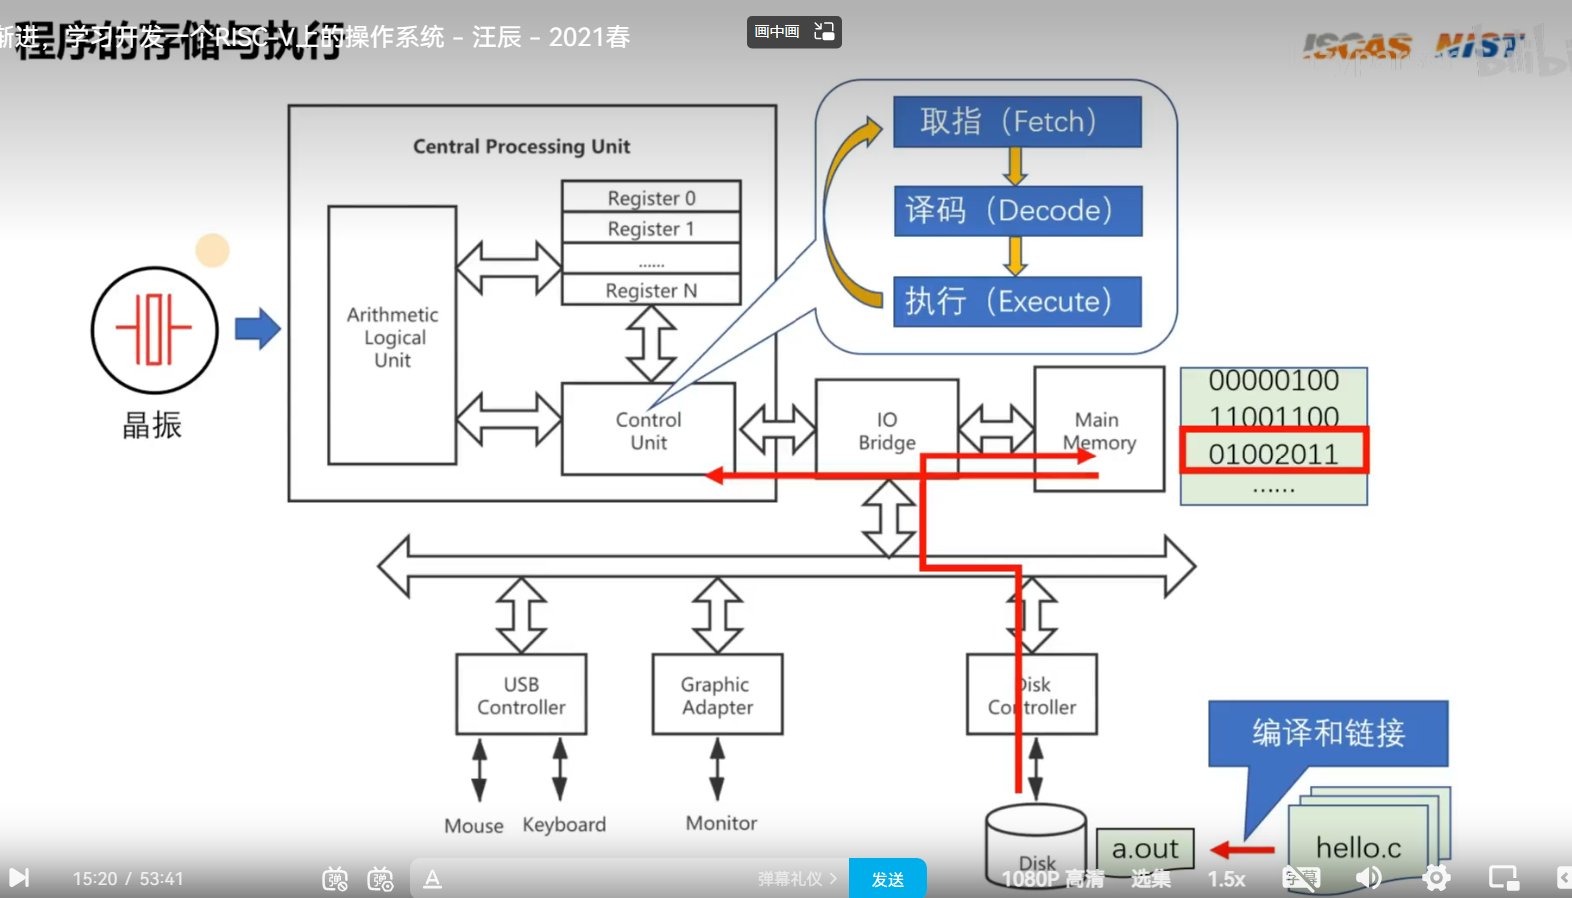 渐进，学习开发一个RISC-V上的操作系统 - 汪辰 - 2021春
程序的存储与执行
画中画
ISCAS NIST
bilibi
Central Processing Unit
Register 0
Register 1
......
Register N
Arithmetic
Logical
Unit
Control
Unit
晶振
取指（Fetch）
译码（Decode）
执行（Execute）
IO
Bridge
Main
Memory
00000100
11001100
01002011
......
USB
Controller
Graphic
Adapter
Disk
Controller
Mouse
Keyboard
Monitor
Disk
编译和链接
a.out
hello.c
15:20 / 53:41
弹
弹
A
弹幕礼仪 >
发送
1080P 高清
选集
1.5x
字幕